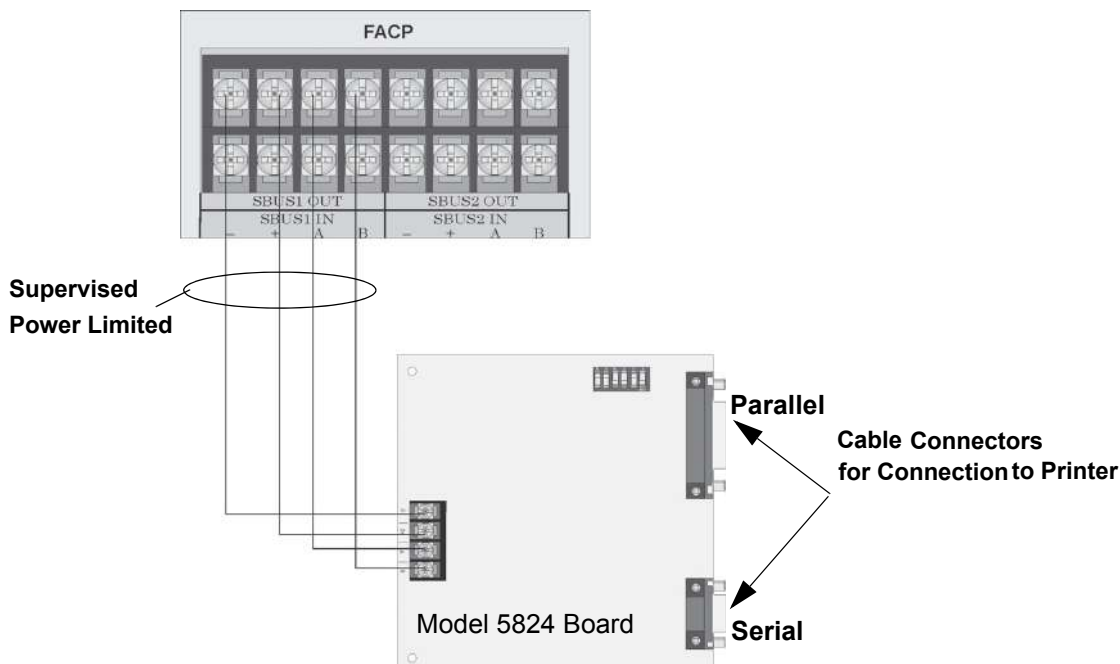 FACP
SBUS1 OUT SBUS2 OUT
SBUS1 IN SBUS2 IN
− + A B − + A B
Supervised
Power Limited
Parallel
Cable Connectors
for Connection to Printer
Model 5824 Board
Serial